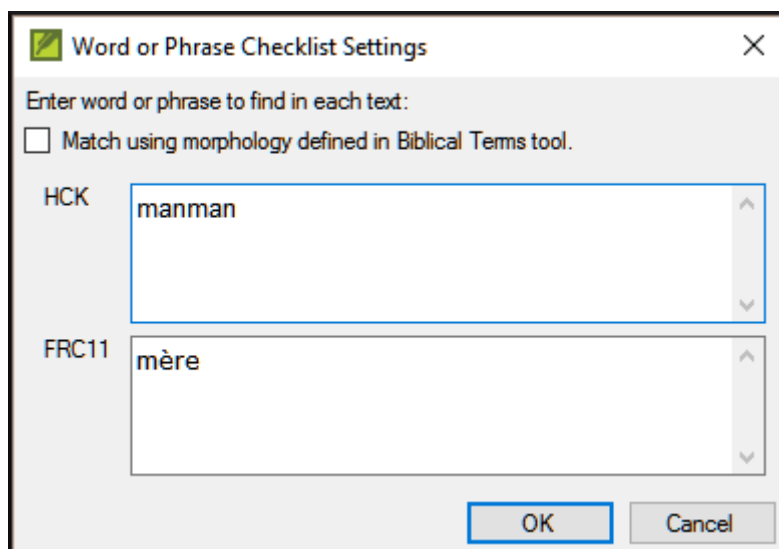 Word or Phrase Checklist Settings
Enter word or phrase to find in each text:
Match using morphology defined in Biblical Terms tool.
HCK
manman
FRC11
mère
OK
Cancel